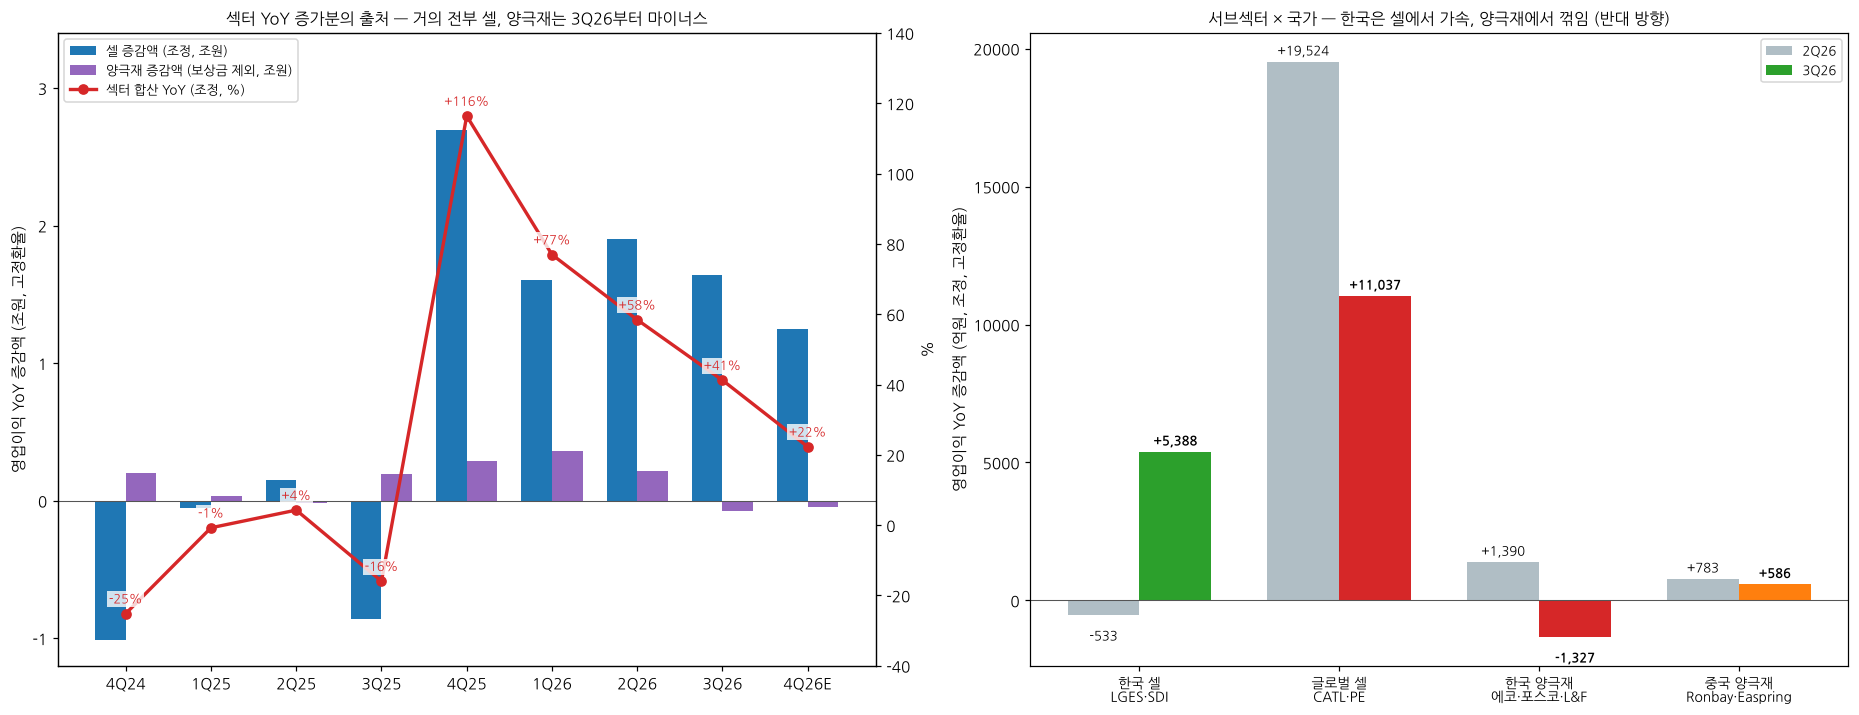 섹터 YoY 증가분의 출처 — 거의 전부 셀, 양극재는 3Q26부터 마이너스
셀 증감액 (조정, 조원)
양극재 증감액 (보상금 제외, 조원)
섹터 합산 YoY (조정, %)
영업이익 YoY 증감액 (조원, 고정환율)
3
2
1
0
-1
140
120
100
80
60
40
20
0
-20
-40
%
-25%
-1%
+4%
-16%
+116%
+77%
+58%
+41%
+22%
4Q24
1Q25
2Q25
3Q25
4Q25
1Q26
2Q26
3Q26
4Q26E
서브섹터 × 국가 — 한국은 셀에서 가속, 양극재에서 꺾임 (반대 방향)
2Q26
3Q26
영업이익 YoY 증감액 (억원, 조정, 고정환율)
20000
15000
10000
5000
0
-533
+5,388
+19,524
+11,037
+1,390
-1,327
+783
+586
한국 셀
LGES·SDI
글로벌 셀
CATL·PE
한국 양극재
에코·포스코·L&F
중국 양극재
Ronbay·Easpring